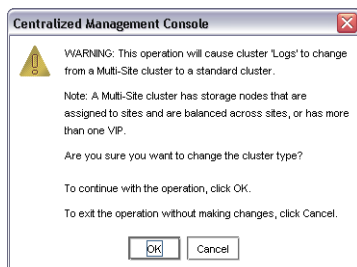 Centralized Management Console
WARNING: This operation will cause cluster 'Logs' to change
from a Multi-Site cluster to a standard cluster.
Note: A Multi-Site cluster has storage nodes that are
assigned to sites and are balanced across sites, or has more
than one VIP.
Are you sure you want to change the cluster type?
To continue with the operation, click OK.
To exit the operation without making changes, click Cancel.
OK
Cancel